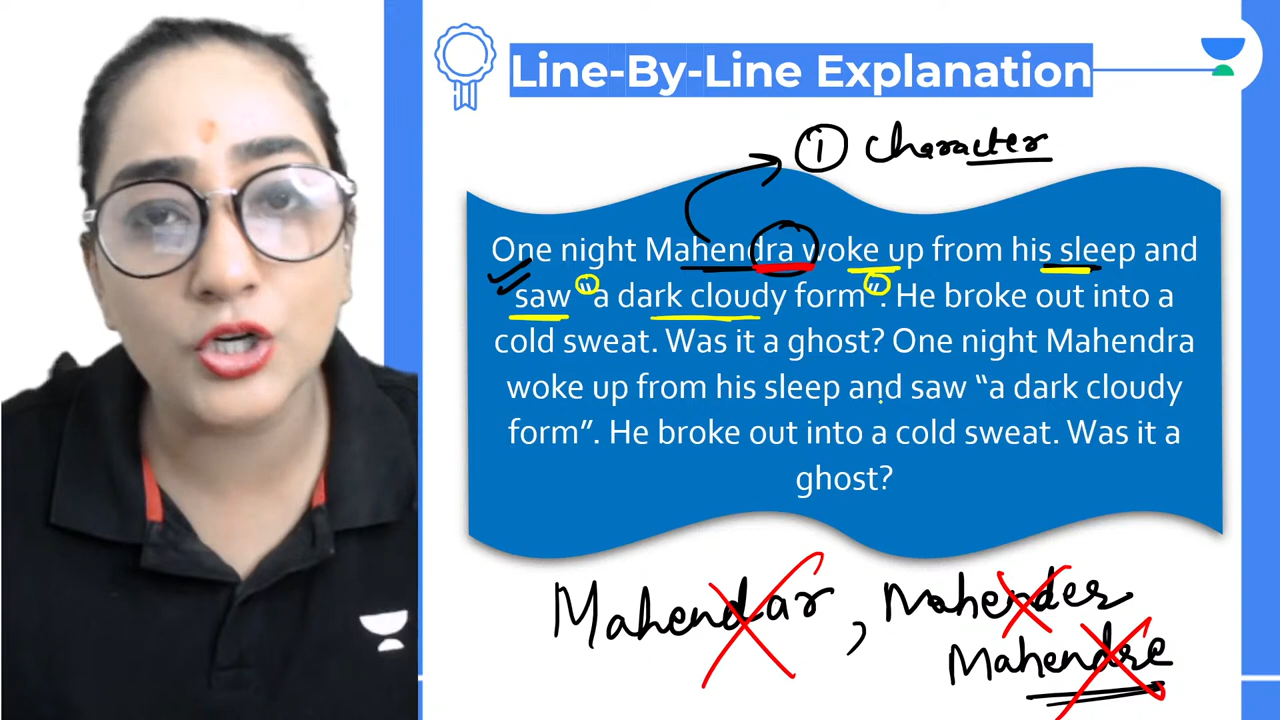 Line-By-Line Explanation
① Character
One night Mahendra woke up from his sleep and
saw " a dark cloudy form ". He broke out into a
cold sweat. Was it a ghost? One night Mahendra
woke up from his sleep and saw “a dark cloudy
form”. He broke out into a cold sweat. Was it a
ghost?
Mahendar, Mahender
Mahendre